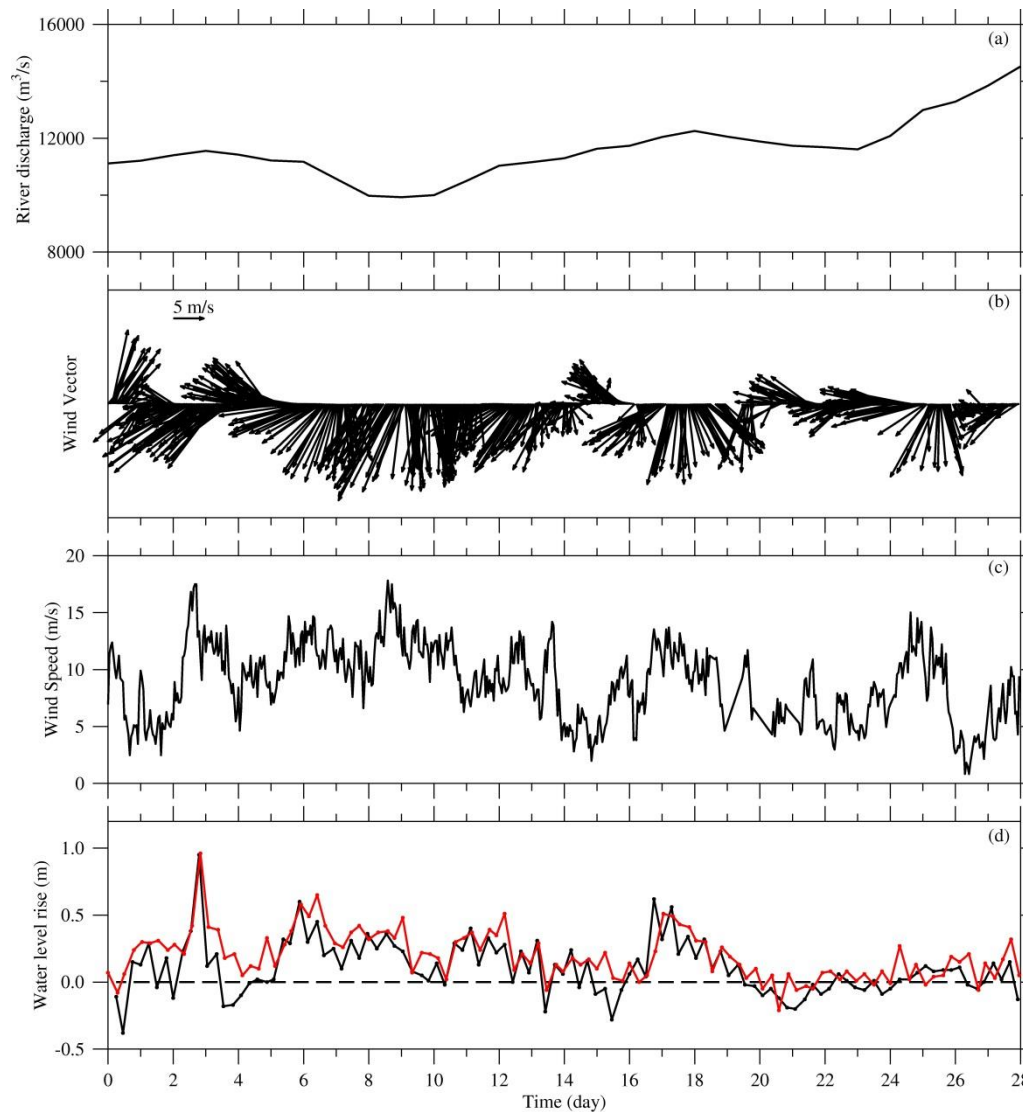 16000
12000
8000
River discharge (m³/s)
(a)
5 m/s
Wind Vector
(b)
20
15
10
5
0
Wind Speed (m/s)
(c)
1.0
0.5
0.0
-0.5
Water level rise (m)
(d)
0 2 4 6 8 10 12 14 16 18 20 22 24 26 28
Time (day)